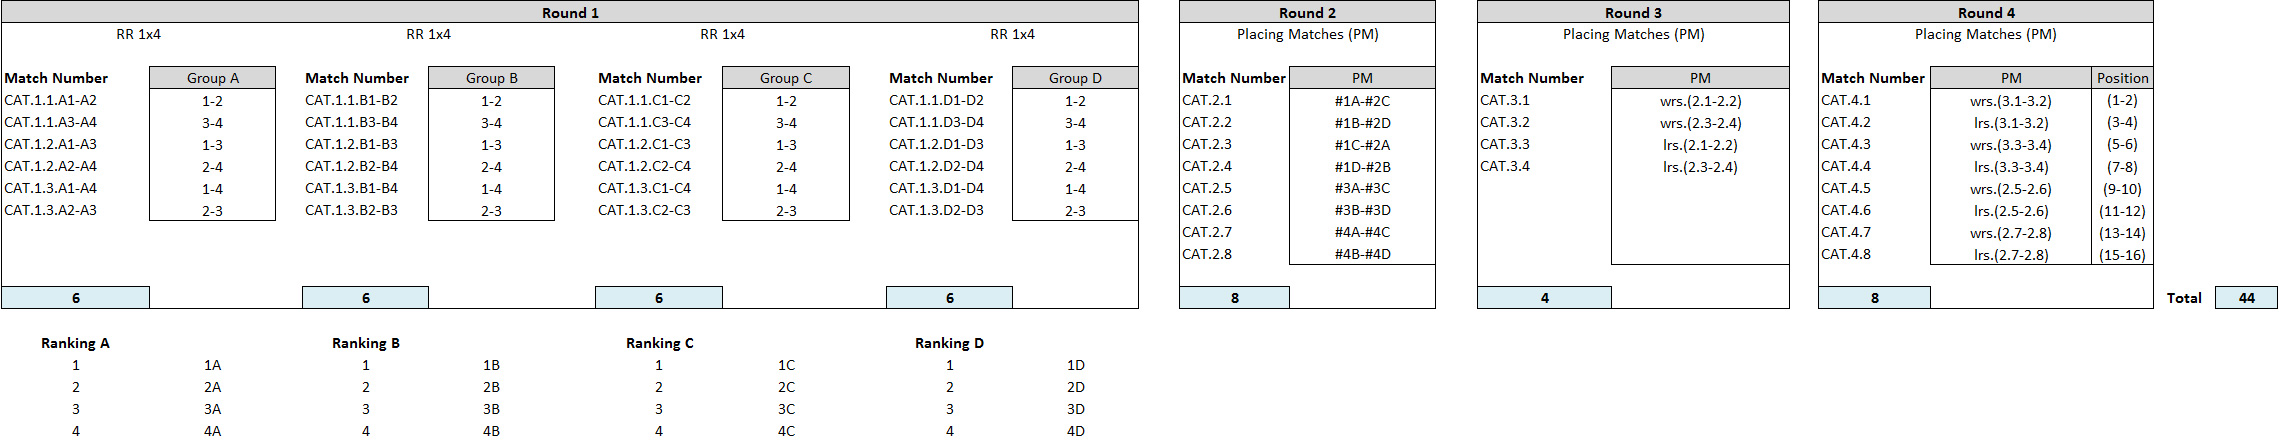 Round 1 Round 2 Round 3 Round 4
RR 1x4 RR 1x4 RR 1x4 RR 1x4 Placing Matches (PM) Placing Matches (PM) Placing Matches (PM)
Match Number Group A Match Number Group B Match Number Group C Match Number Group D Match Number PM Match Number PM Match Number PM Position
CAT.1.1.A1-A2 1-2 CAT.1.1.B1-B2 1-2 CAT.1.1.C1-C2 1-2 CAT.1.1.D1-D2 1-2 CAT.2.1 #1A-#2C CAT.3.1 wrs.(2.1-2.2) CAT.4.1 wrs.(3.1-3.2) (1-2)
CAT.1.1.A3-A4 3-4 CAT.1.1.B3-B4 3-4 CAT.1.1.C3-C4 3-4 CAT.1.1.D3-D4 3-4 CAT.2.2 #1B-#2D CAT.3.2 wrs.(2.3-2.4) CAT.4.2 lrs.(3.1-3.2) (3-4)
CAT.1.2.A1-A3 1-3 CAT.1.2.B1-B3 1-3 CAT.1.2.C1-C3 1-3 CAT.1.2.D1-D3 1-3 CAT.2.3 #1C-#2A CAT.3.3 lrs.(2.1-2.2) CAT.4.3 wrs.(3.3-3.4) (5-6)
CAT.1.2.A2-A4 2-4 CAT.1.2.B2-B4 2-4 CAT.1.2.C2-C4 2-4 CAT.1.2.D2-D4 2-4 CAT.2.4 #1D-#2B CAT.3.4 lrs.(2.3-2.4) CAT.4.4 lrs.(3.3-3.4) (7-8)
CAT.1.3.A1-A4 1-4 CAT.1.3.B1-B4 1-4 CAT.1.3.C1-C4 1-4 CAT.1.3.D1-D4 1-4 CAT.2.5 #3A-#3C CAT.4.5 wrs.(2.5-2.6) (9-10)
CAT.1.3.A2-A3 2-3 CAT.1.3.B2-B3 2-3 CAT.1.3.C2-C3 2-3 CAT.1.3.D2-D3 2-3 CAT.2.6 #3B-#3D CAT.4.6 lrs.(2.5-2.6) (11-12)
CAT.2.7 #4A-#4C CAT.4.7 wrs.(2.7-2.8) (13-14)
CAT.2.8 #4B-#4D CAT.4.8 lrs.(2.7-2.8) (15-16)
6 6 6 6 8 4 8 Total 44
Ranking A Ranking B Ranking C Ranking D
1 1A 1 1B 1 1C 1 1D
2 2A 2 2B 2 2C 2 2D
3 3A 3 3B 3 3C 3 3D
4 4A 4 4B 4 4C 4 4D